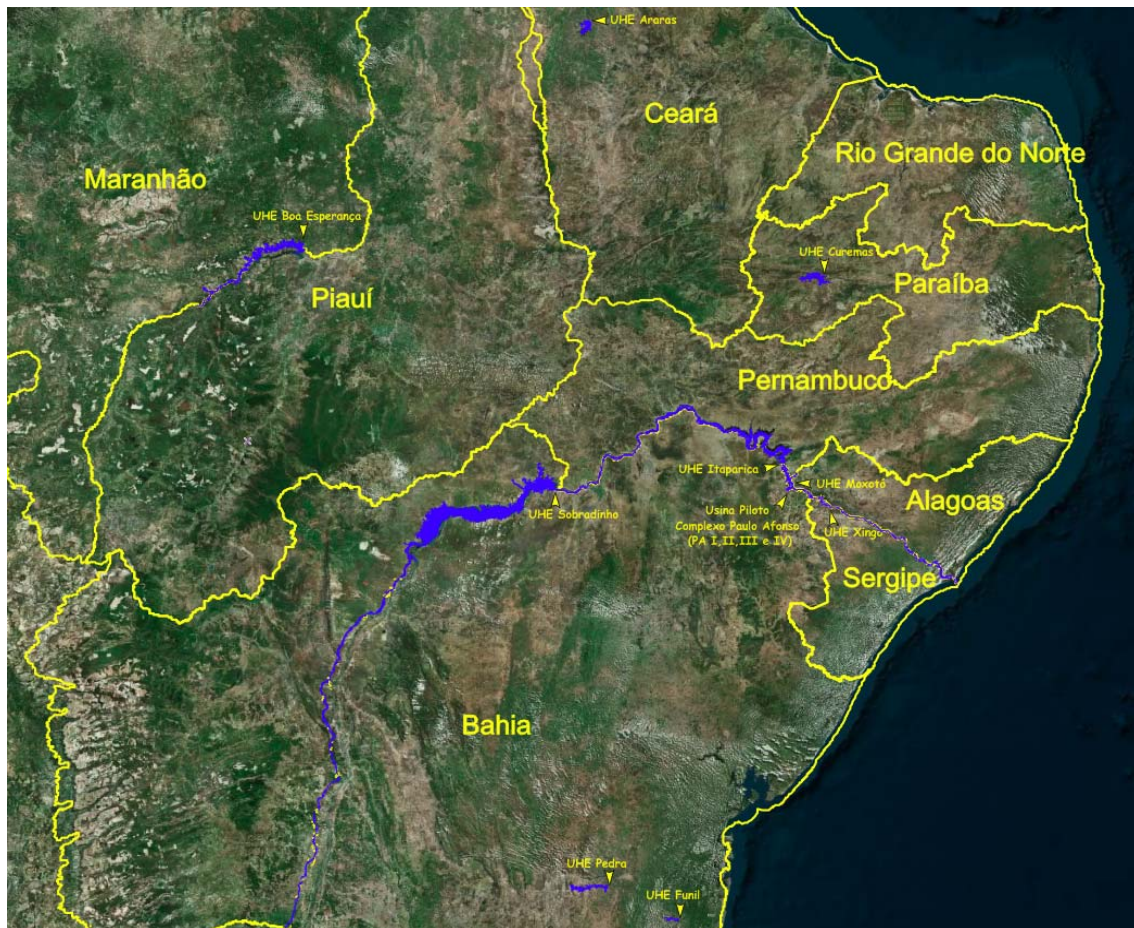 UHE Araras
Ceará
Rio Grande do Norte
Maranhão
UHE Boa Esperança
UHE Curemas
Paraíba
Piauí
Pernambuco
UHE Itaparica
UHE Moxotó
Alagoas
UHE Sobradinho
Usina Piloto
Complexo Paulo Afonso
(PA I,II,III e IV)
UHE Xingó
Sergipe
Bahia
UHE Pedra
UHE Funil